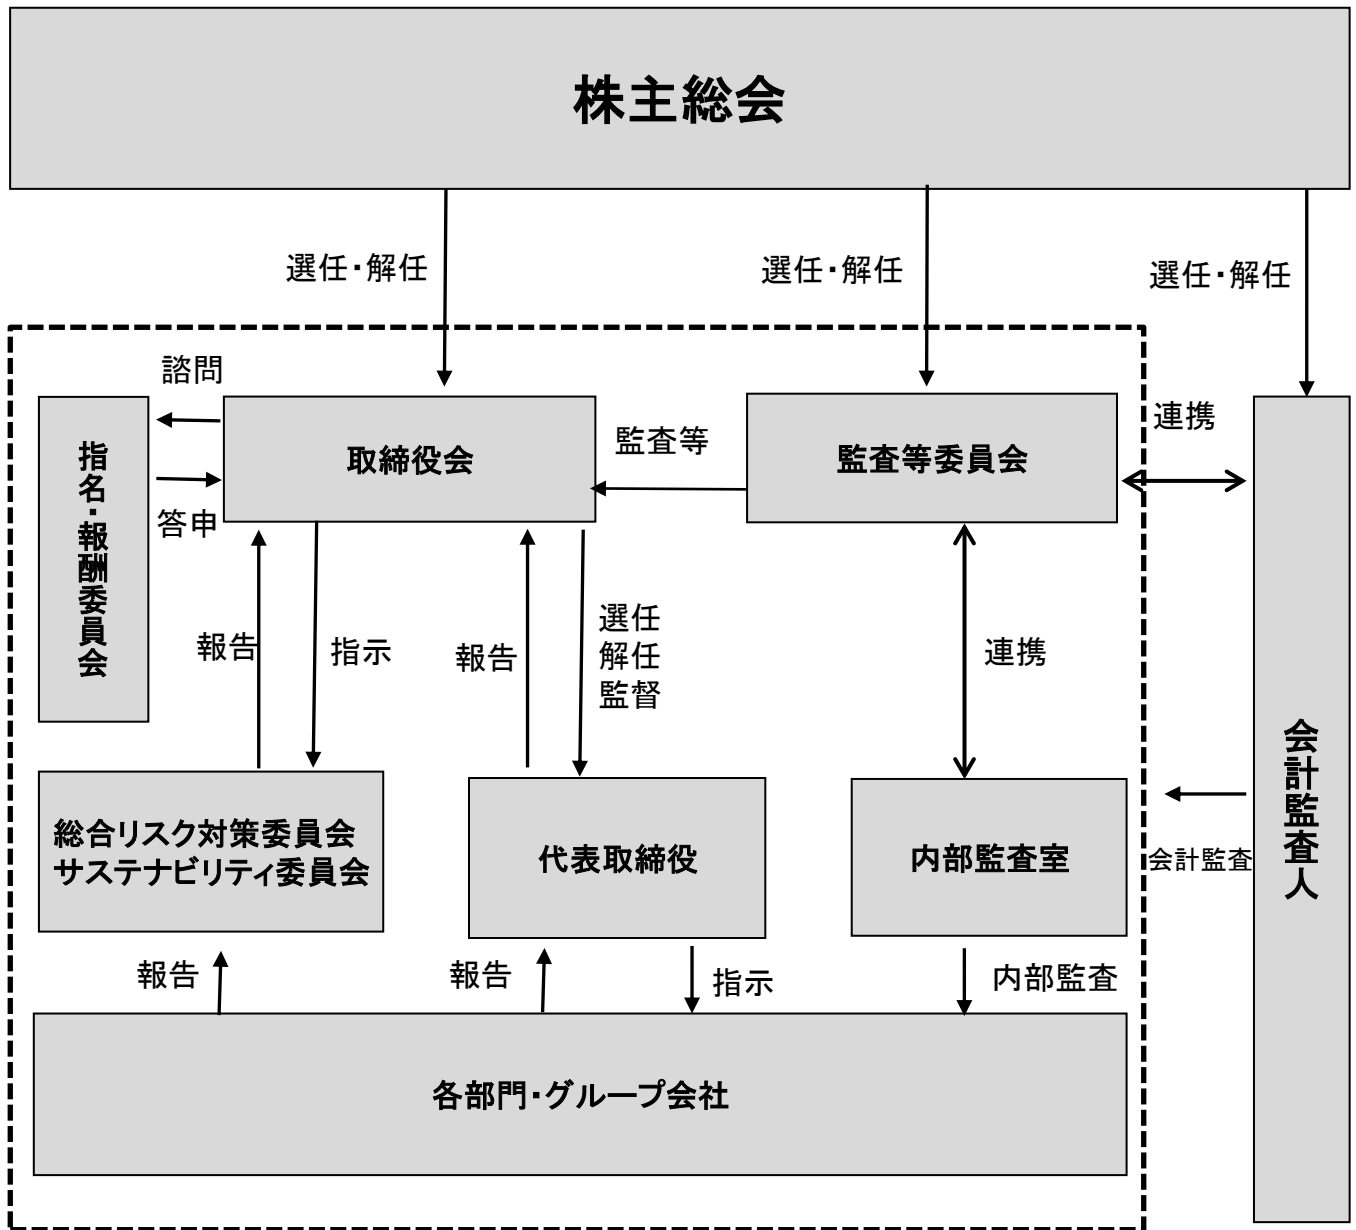 株主総会
選任・解任
選任・解任
選任・解任
諮問
指名・報酬委員会
取締役会
監査等
監査等委員会
連携
答申
報告
指示
報告
選任
解任
監督
連携
会計監査人
総合リスク対策委員会
サステナビリティ委員会
代表取締役
内部監査室
会計監査
報告
報告
指示
内部監査
各部門・グループ会社